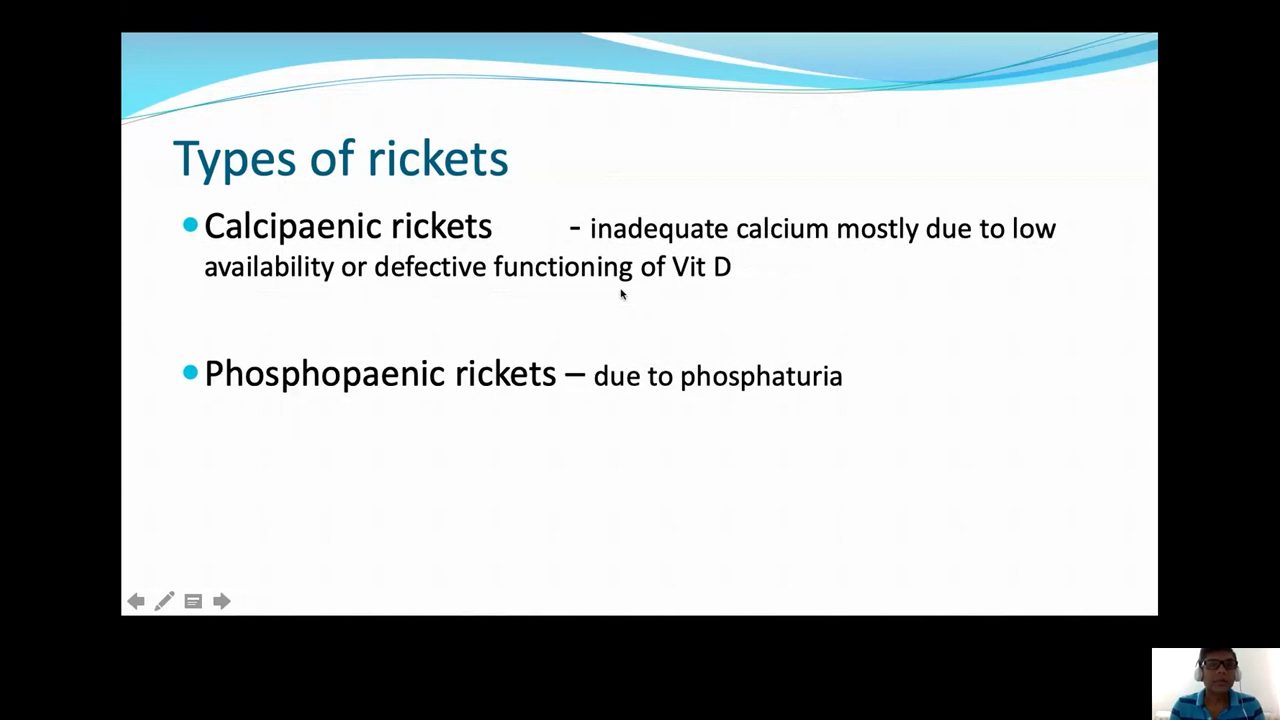 Types of rickets
Calcipaenic rickets - inadequate calcium mostly due to low
availability or defective functioning of Vit D
Phosphopaenic rickets – due to phosphaturia